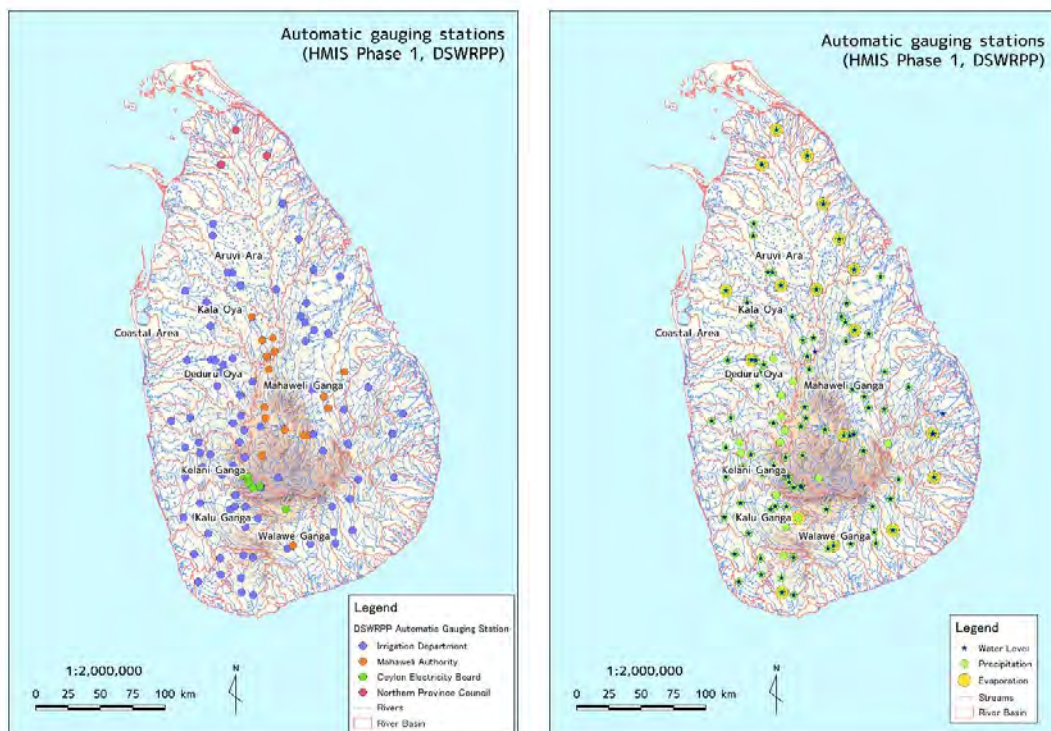 Automatic gauging stations
(HMIS Phase 1, DSWRPP)
Aruvi Ara
Kala Oya
Coastal Area
Deduru Oya
Mahaweli Ganga
Kelani Ganga
Kalu Ganga
Walawe Ganga
1:2,000,000
N
0 25 50 75 100 km
Legend
DSWRPP Automatic Gauging Station
Irrigation Department
Mahaweli Authority
Ceylon Electricity Board
Northern Province Council
Rivers
River Basin
Automatic gauging stations
(HMIS Phase 1, DSWRPP)
Aruvi Ara
Kala Oya
Coastal Area
Deduru Oya
Mahaweli Ganga
Kelani Ganga
Kalu Ganga
Walawe Ganga
1:2,000,000
N
0 25 50 75 100 km
Legend
Water Level
Precipitation
Evaporation
Streams
River Basin